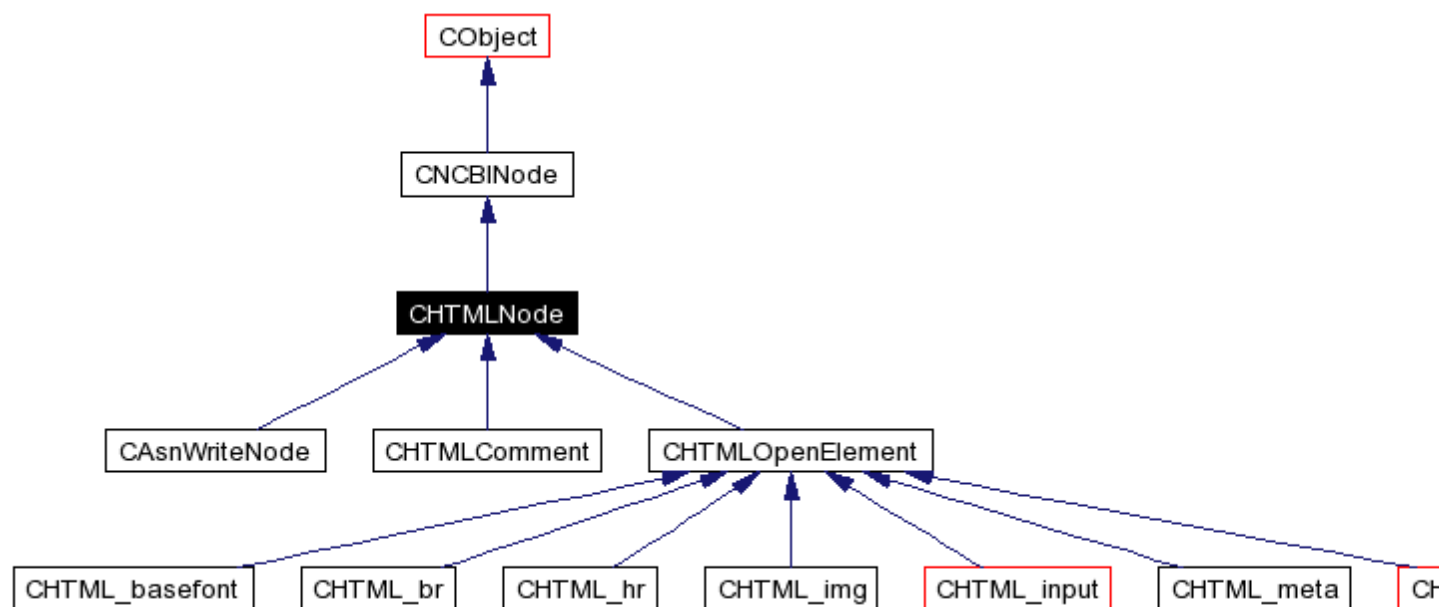 CObject
CNCBINode
CHTMLNode
CAsnWriteNode CHTMLComment CHTMLOpenElement
CHTML_basefont CHTML_br CHTML_hr CHTML_img CHTML_input CHTML_meta